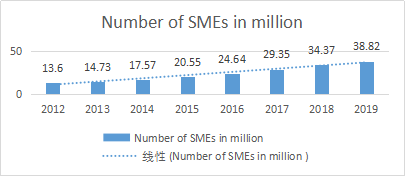 Number of SMEs in million
50
0
13.6 14.73 17.57 20.55 24.64 29.35 34.37 38.82
2012 2013 2014 2015 2016 2017 2018 2019
Number of SMEs in million
线性 (Number of SMEs in million )